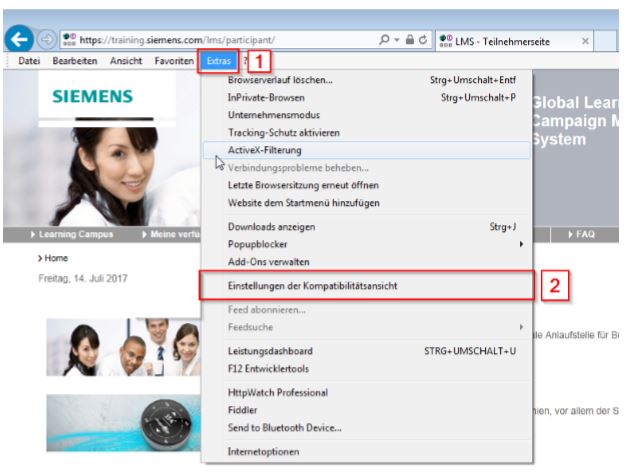 https://training.siemens.com/lms/participant/
LMS - Teilnehmerseite
Datei Bearbeiten Ansicht Favoriten Extras ?
1
Browserverlauf löschen... Strg+Umschalt+Entf
InPrivate-Browsen Strg+Umschalt+P
Unternehmensmodus
Tracking-Schutz aktivieren
ActiveX-Filterung
Verbindungsprobleme beheben...
Letzte Browsersitzung erneut öffnen
Website dem Startmenü hinzufügen
Downloads anzeigen Strg+J
Popupblocker
Add-Ons verwalten
Einstellungen der Kompatibilitätsansicht
2
Feed abonnieren...
Feedsuche
Leistungsdashboard STRG+UMSCHALT+U
F12 Entwicklertools
HttpWatch Professional
Fiddler
Send to Bluetooth Device...
Internetoptionen
SIEMENS
Global Lear
Campaign M
System
Learning Campus Meine verfü
FAQ
Home
Freitag, 14. Juli 2017
le Anlaufstelle für B
nien, vor allem der S